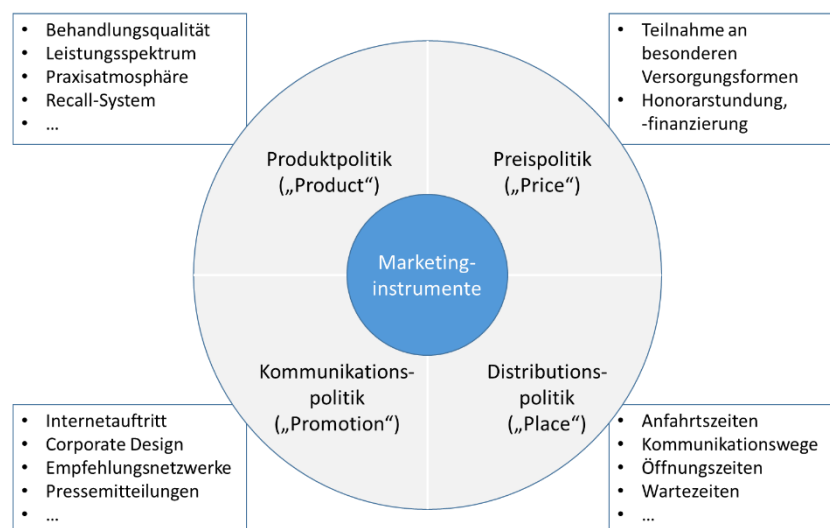 • Behandlungsqualität
• Leistungsspektrum
• Praxisatmosphäre
• Recall-System
• ...
• Teilnahme an
besonderen
Versorgungsformen
• Honorarstundung,
-finanzierung
Produktpolitik
(„Product“)
Preispolitik
(„Price“)
Marketing-
instrumente
Kommunikations-
politik
(„Promotion“)
Distributions-
politik
(„Place“)
• Internetauftritt
• Corporate Design
• Empfehlungsnetzwerke
• Pressemitteilungen
• ...
• Anfahrtszeiten
• Kommunikationswege
• Öffnungszeiten
• Wartezeiten
• ...